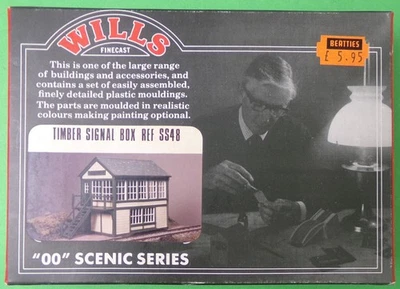 WILLS
FINECAST
BEATTIES
£ 5.95
This is one of the large range
of buildings and accessories, and
contains a set of easily assembled,
finely detailed plastic mouldings.
The parts are moulded in realistic
colours making painting optional.
TIMBER SIGNAL BOX REF SS48
"00" SCENIC SERIES